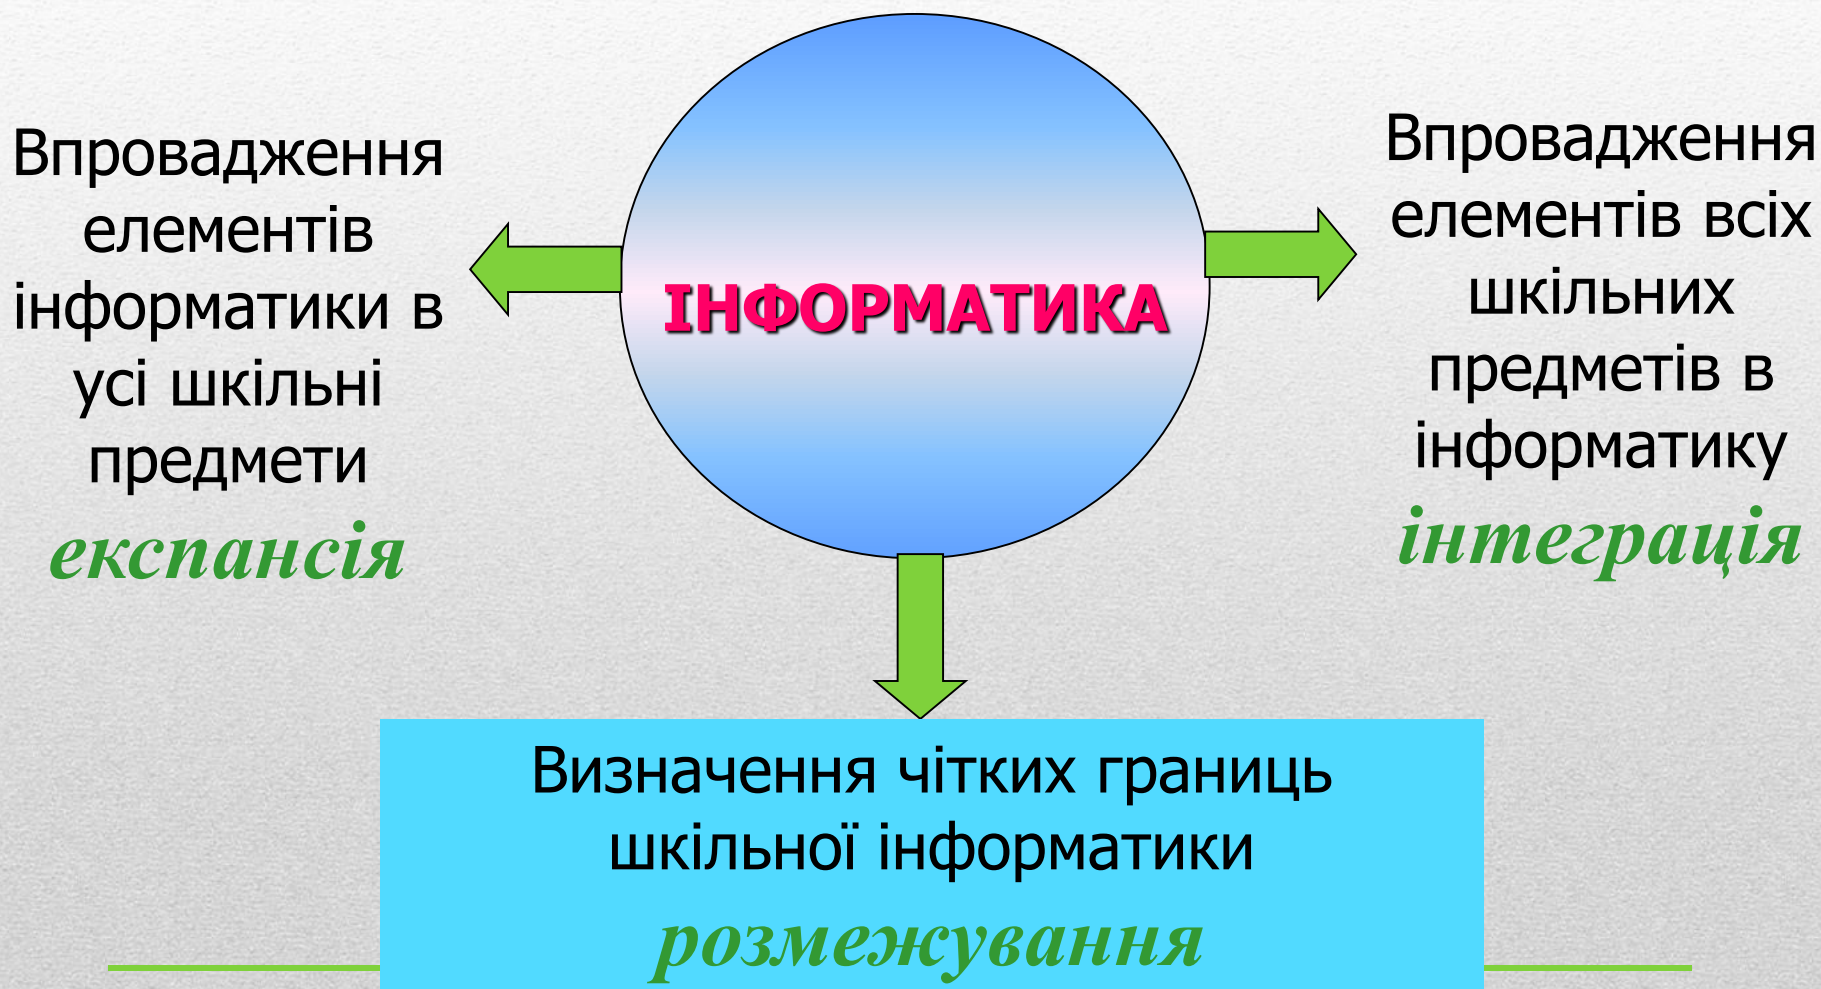 Впровадження
елементів
інформатики в
усі шкільні
предмети
експансія
ІНФОРМАТИКА
Впровадження
елементів всіх
шкільних
предметів в
інформатику
інтеграція
Визначення чітких границь
шкільної інформатики
розмежування